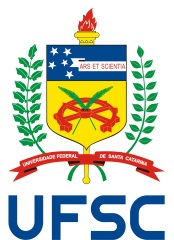 ARS ET SCIENTIA
UNIVERSIDADE FEDERAL DE SANTA CATARINA
UFSC